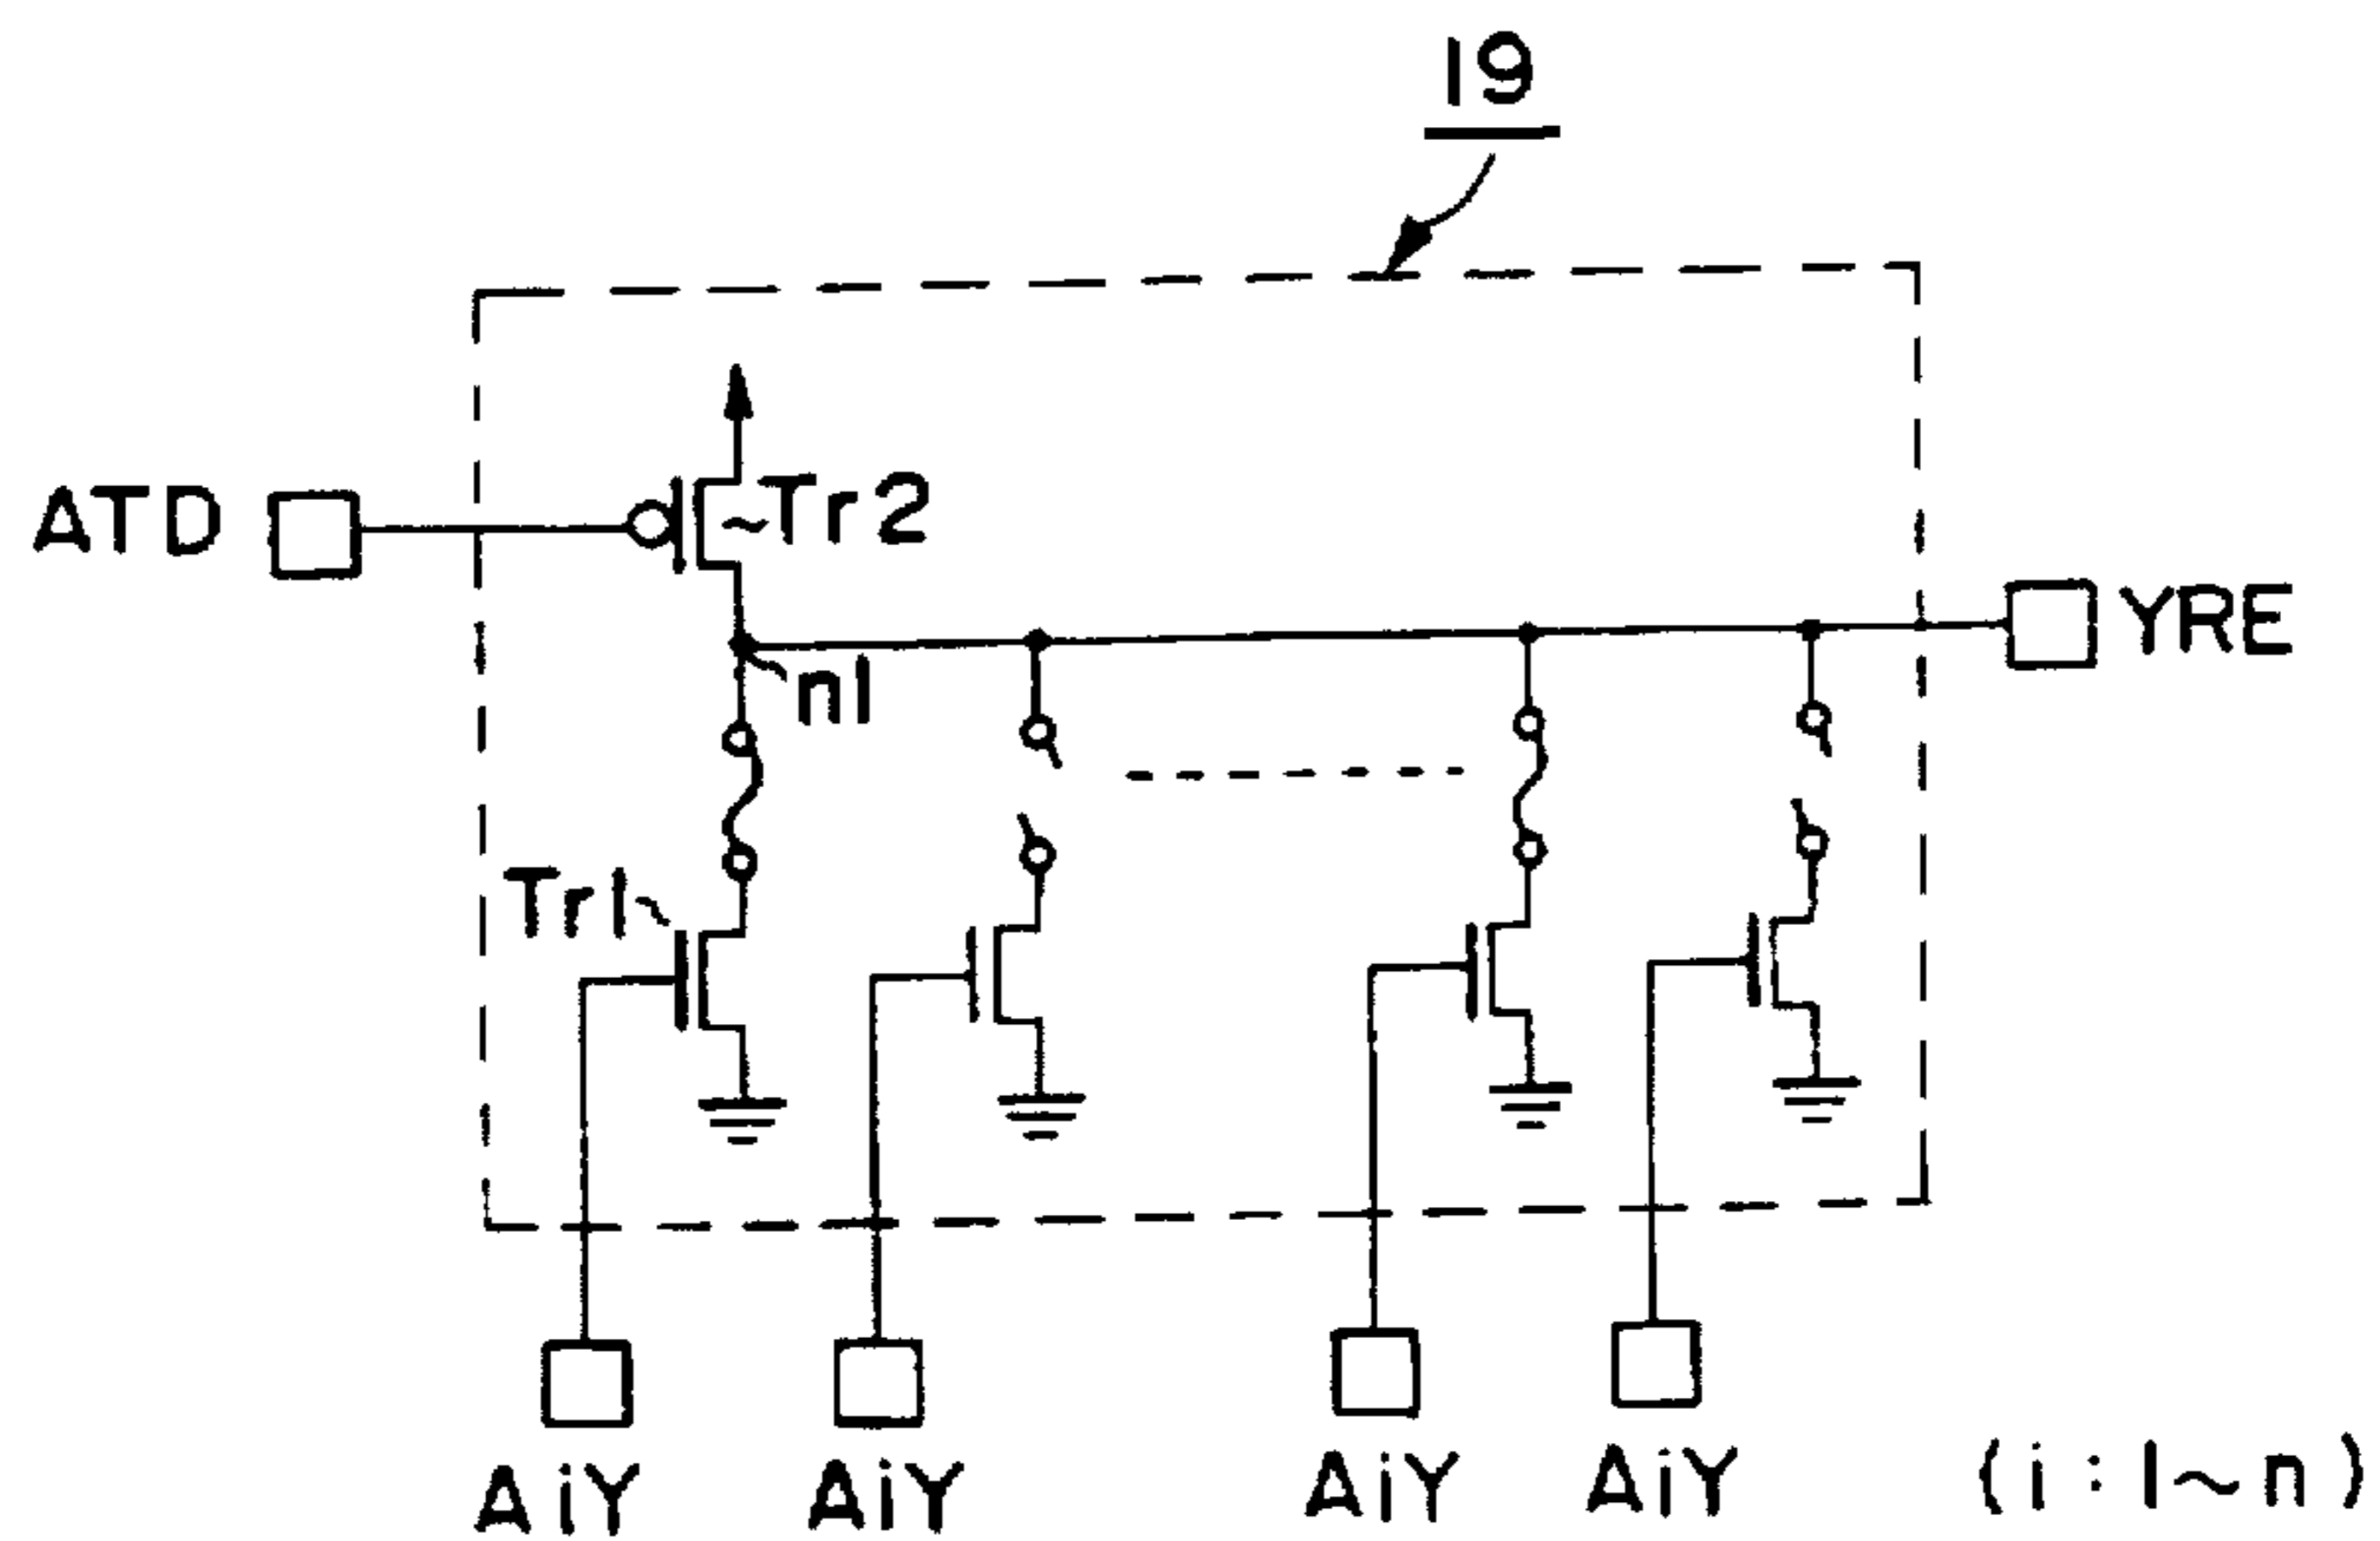 19
ATD
~Tr2
YRE
n1
Tr1~
AiY AiY AiY AiY (i : 1~n)